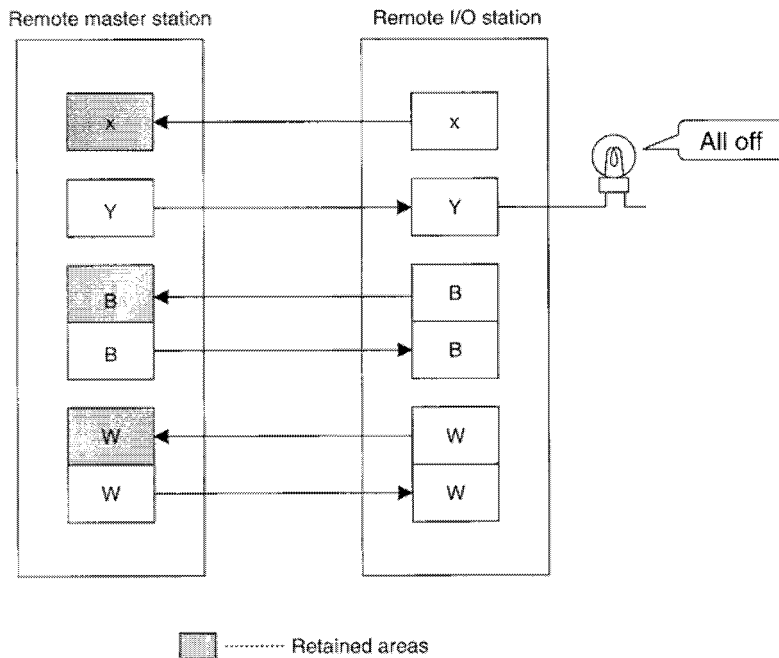 Remote master station
Remote I/O station
x
x
All off
Y
Y
B
B
B
B
W
W
W
W
Retained areas